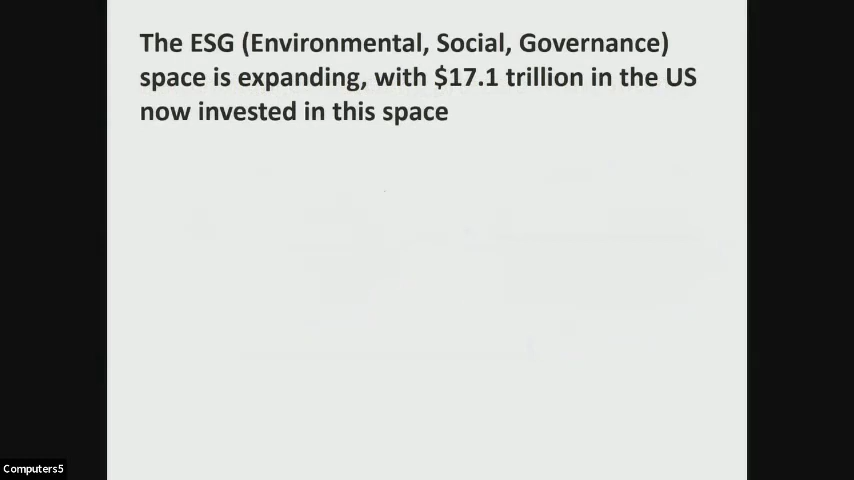 The ESG (Environmental, Social, Governance)
space is expanding, with $17.1 trillion in the US
now invested in this space
Computers5